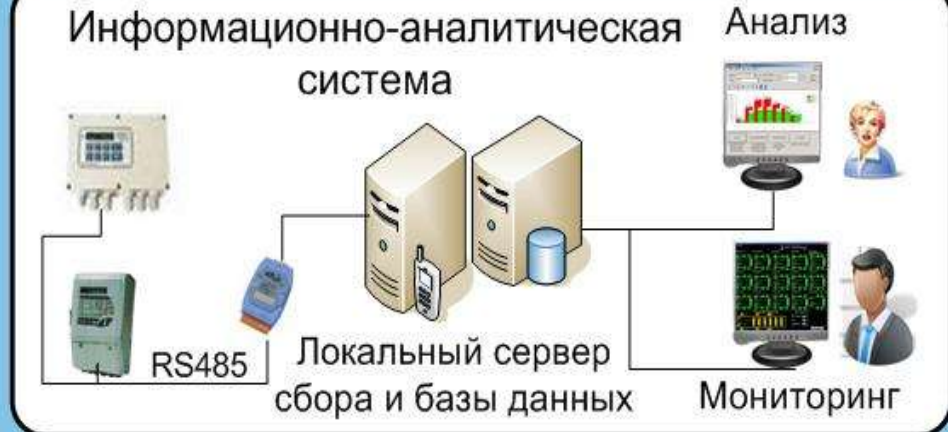 Информационно-аналитическая
система
Анализ
RS485
Локальный сервер
сбора и базы данных
Мониторинг